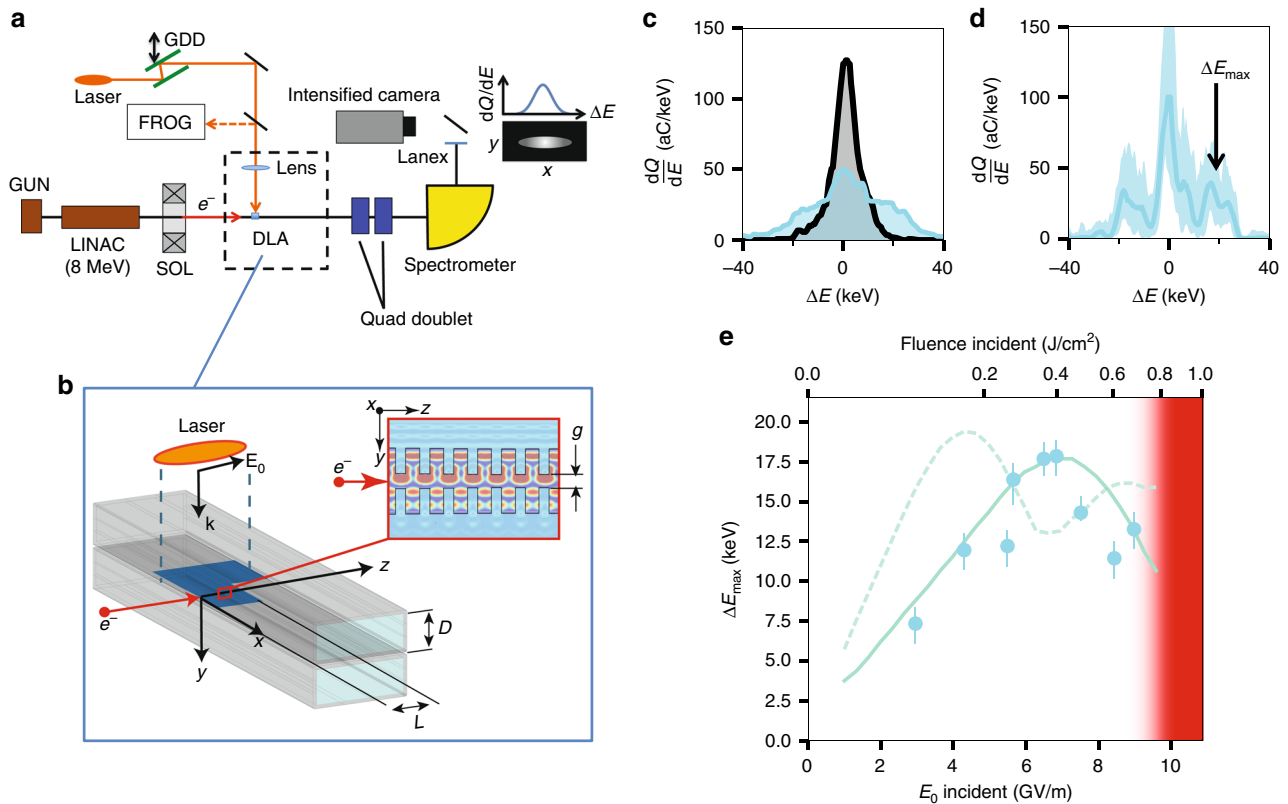 a
GDD
Laser
FROG
Lens
Intensified camera
dQ/dE
ΔE
y
x
Lanex
GUN
LINAC
(8 MeV)
SOL
e⁻
DLA
Spectrometer
Quad doublet
b
Laser
E₀
k
x
z
y
g
e⁻
z
e⁻
x
y
D
L
c
150
100
50
0
dQ
dE
(aC/keV)
−40
0
40
ΔE (keV)
d
150
100
50
0
dQ
dE
(aC/keV)
ΔEmax
−40
0
40
ΔE (keV)
e
Fluence incident (J/cm²)
0.0
0.2
0.4
0.6
0.8
1.0
20.0
17.5
15.0
12.5
10.0
7.5
5.0
2.5
0.0
ΔEmax (keV)
0
2
4
6
8
10
E₀ incident (GV/m)